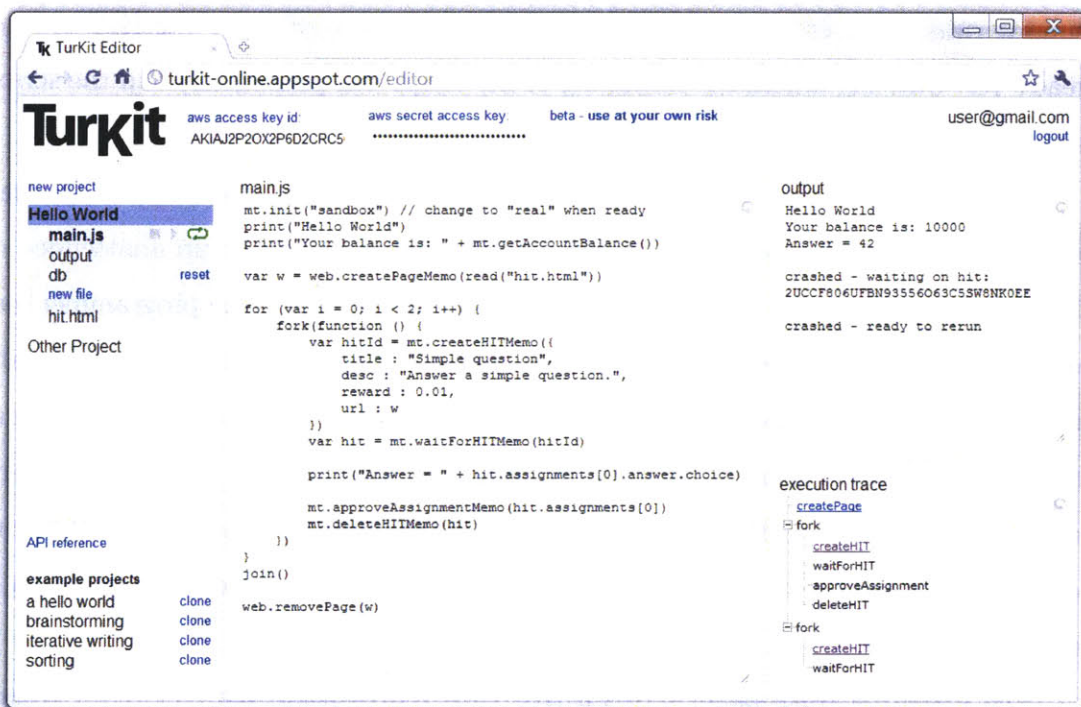 TurKit Editor
turkit-online.appspot.com/editor
TurKit
aws access key id:
AKIAJ2P2OX2P6D2CRC5
aws secret access key:
••••••••••••••••••••••••••••••
beta - use at your own risk
user@gmail.com
logout
new project
Hello World
main.js
output
db reset
new file
hit.html
Other Project
API reference
example projects
a hello world clone
brainstorming clone
iterative writing clone
sorting clone
main.js
mt.init("sandbox") // change to "real" when ready
print("Hello World")
print("Your balance is: " + mt.getAccountBalance())
var w = web.createPageMemo(read("hit.html"))
for (var i = 0; i < 2; i++) {
    fork(function () {
        var hitId = mt.createHITMemo({
            title : "Simple question",
            desc : "Answer a simple question.",
            reward : 0.01,
            url : w
        })
        var hit = mt.waitForHITMemo(hitId)
        print("Answer = " + hit.assignments[0].answer.choice)
        mt.approveAssignmentMemo(hit.assignments[0])
        mt.deleteHITMemo(hit)
    })
}
join()
web.removePage(w)
output
Hello World
Your balance is: 10000
Answer = 42
crashed - waiting on hit:
2UCCF806UFBN93556O63C5SW8NK0EE
crashed - ready to rerun
execution trace
createPage
fork
createHIT
waitForHIT
approveAssignment
deleteHIT
fork
createHIT
waitForHIT